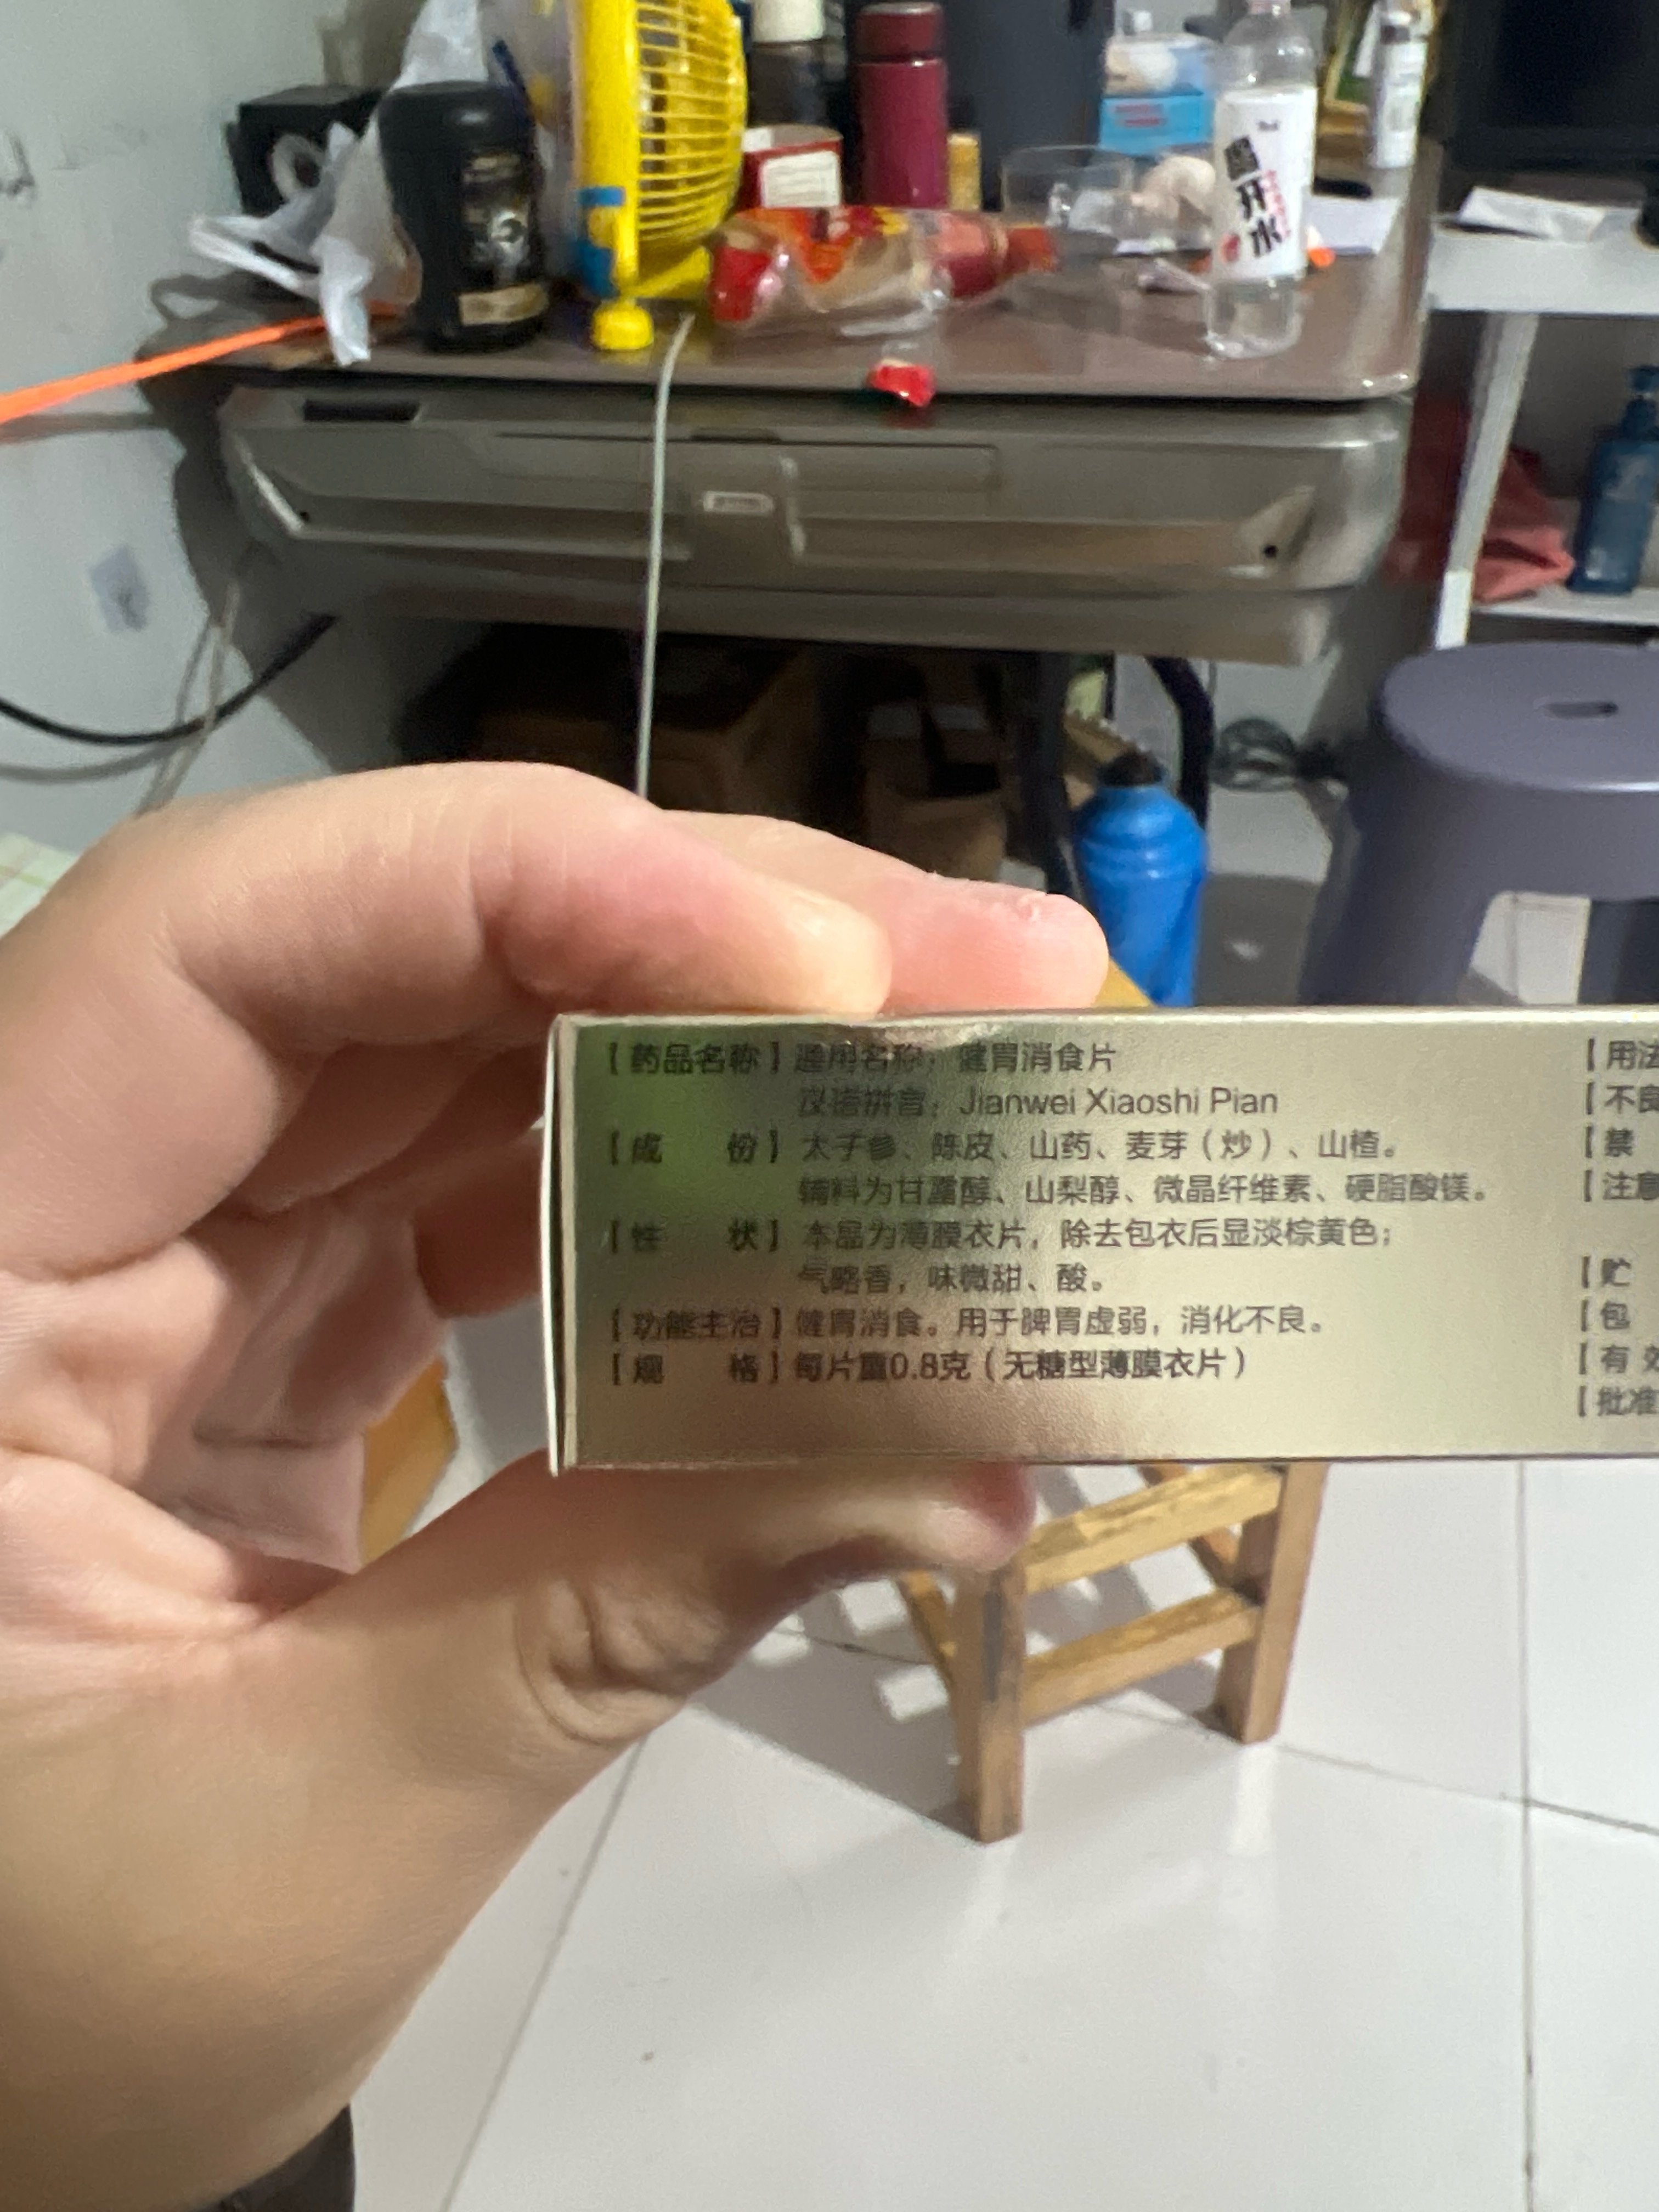 晶
开
水
【药品名称】通用名称：健胃消食片
汉语拼音：Jianwei Xiaoshi Pian
【成 份】太子参、陈皮、山药、麦芽（炒）、山楂。
辅料为甘露醇、山梨醇、微晶纤维素、硬脂酸镁。
【性 状】本品为薄膜衣片，除去包衣后显淡棕黄色；
气略香，味微甜、酸。
【功能主治】健胃消食。用于脾胃虚弱，消化不良。
【规 格】每片重0.8克（无糖型薄膜衣片）
【用法
【不良
【禁
【注意
【贮
【包
【有 效
【批准